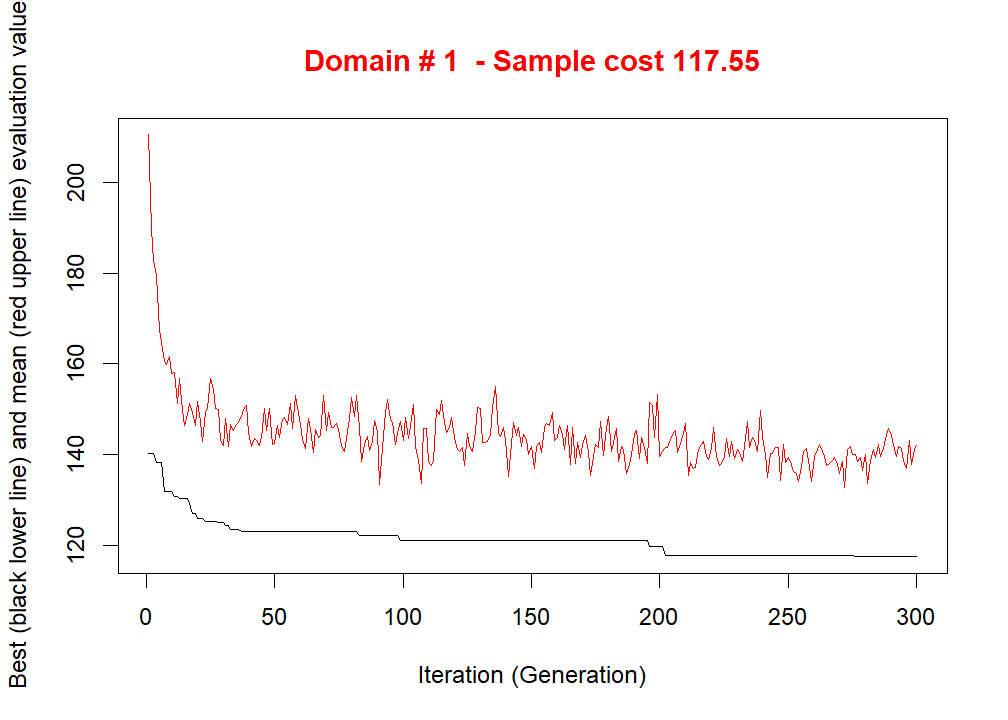 Domain # 1  - Sample cost 117.55
Best (black lower line) and mean (red upper line) evaluation value
200
180
160
140
120
0 50 100 150 200 250 300
Iteration (Generation)